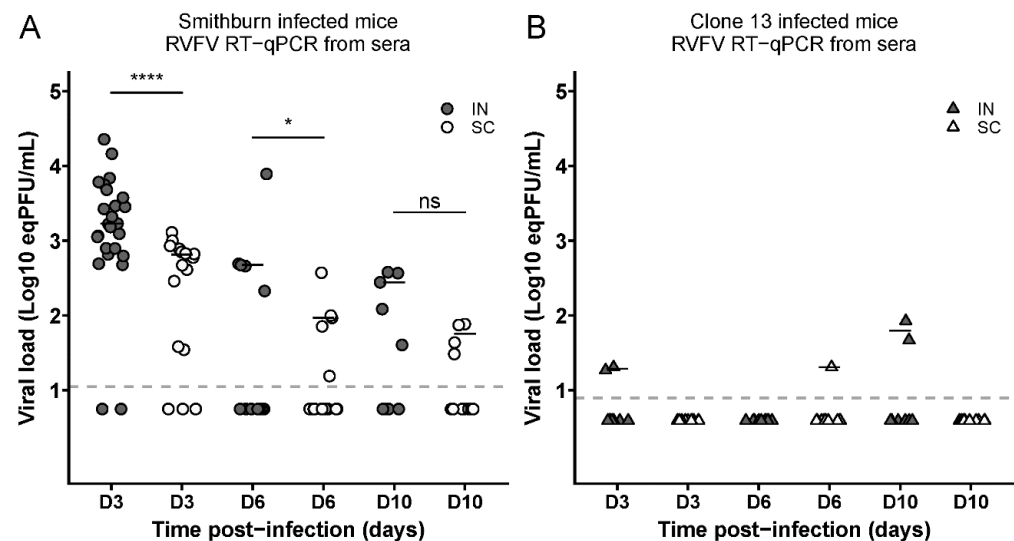 A
Smithburn infected mice
RVFV RT−qPCR from sera
Viral load (Log10 eqPFU/mL)
5
4
3
2
1
****
*
ns
IN
SC
D3
D3
D6
D6
D10
D10
Time post−infection (days)
B
Clone 13 infected mice
RVFV RT−qPCR from sera
Viral load (Log10 eqPFU/mL)
5
4
3
2
1
IN
SC
D3
D3
D6
D6
D10
D10
Time post−infection (days)